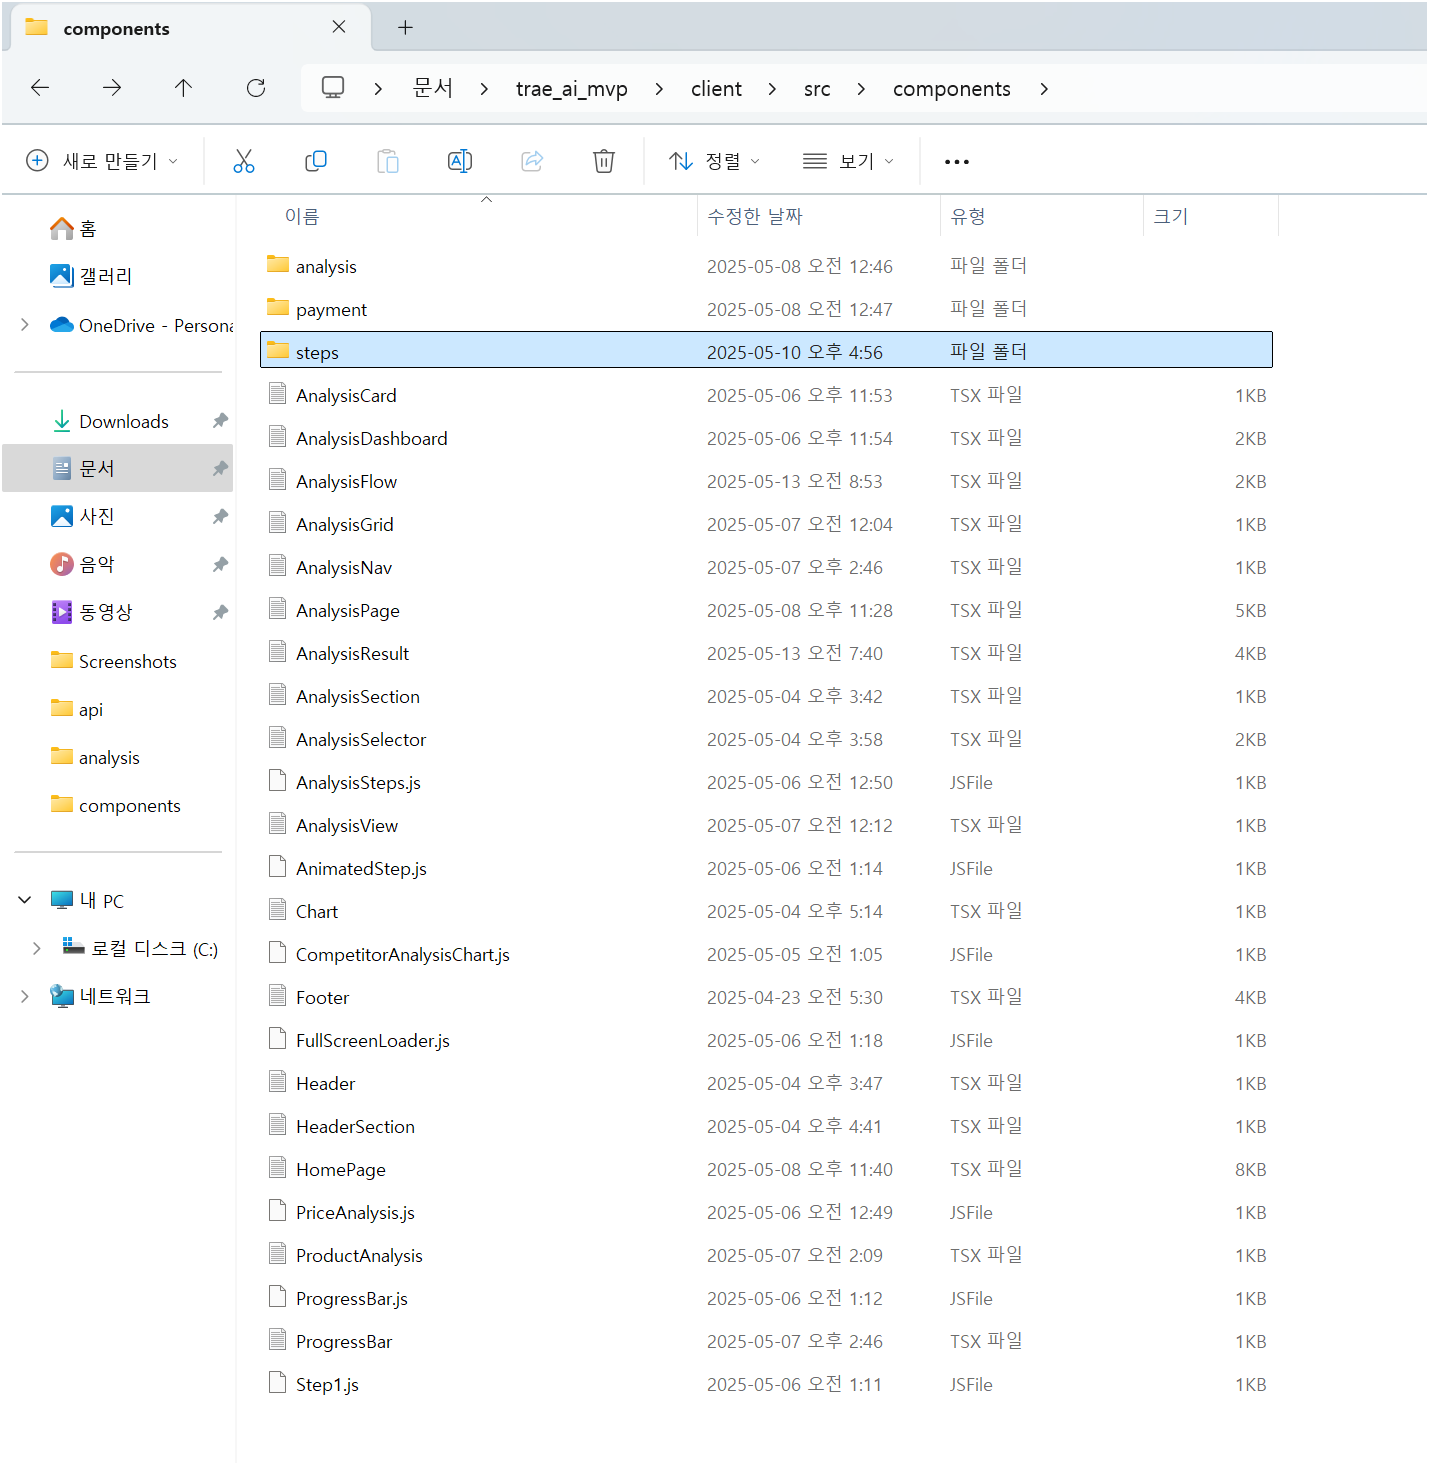 components
문서 trae_ai_mvp client src components
새로 만들기 정렬 보기
홈
갤러리
OneDrive - Persona
Downloads
문서
사진
음악
동영상
Screenshots
api
analysis
components
내 PC
로컬 디스크 (C:)
네트워크
이름 수정한 날짜 유형 크기
analysis 2025-05-08 오전 12:46 파일 폴더
payment 2025-05-08 오전 12:47 파일 폴더
steps 2025-05-10 오후 4:56 파일 폴더
AnalysisCard 2025-05-06 오후 11:53 TSX 파일 1KB
AnalysisDashboard 2025-05-06 오후 11:54 TSX 파일 2KB
AnalysisFlow 2025-05-13 오전 8:53 TSX 파일 2KB
AnalysisGrid 2025-05-07 오전 12:04 TSX 파일 1KB
AnalysisNav 2025-05-07 오후 2:46 TSX 파일 1KB
AnalysisPage 2025-05-08 오후 11:28 TSX 파일 5KB
AnalysisResult 2025-05-13 오전 7:40 TSX 파일 4KB
AnalysisSection 2025-05-04 오후 3:42 TSX 파일 1KB
AnalysisSelector 2025-05-04 오후 3:58 TSX 파일 2KB
AnalysisSteps.js 2025-05-06 오전 12:50 JSFile 1KB
AnalysisView 2025-05-07 오전 12:12 TSX 파일 1KB
AnimatedStep.js 2025-05-06 오전 1:14 JSFile 1KB
Chart 2025-05-04 오후 5:14 TSX 파일 1KB
CompetitorAnalysisChart.js 2025-05-05 오전 1:05 JSFile 1KB
Footer 2025-04-23 오전 5:30 TSX 파일 4KB
FullScreenLoader.js 2025-05-06 오전 1:18 JSFile 1KB
Header 2025-05-04 오후 3:47 TSX 파일 1KB
HeaderSection 2025-05-04 오후 4:41 TSX 파일 1KB
HomePage 2025-05-08 오후 11:40 TSX 파일 8KB
PriceAnalysis.js 2025-05-06 오전 12:49 JSFile 1KB
ProductAnalysis 2025-05-07 오전 2:09 TSX 파일 1KB
ProgressBar.js 2025-05-06 오전 1:12 JSFile 1KB
ProgressBar 2025-05-07 오후 2:46 TSX 파일 1KB
Step1.js 2025-05-06 오전 1:11 JSFile 1KB